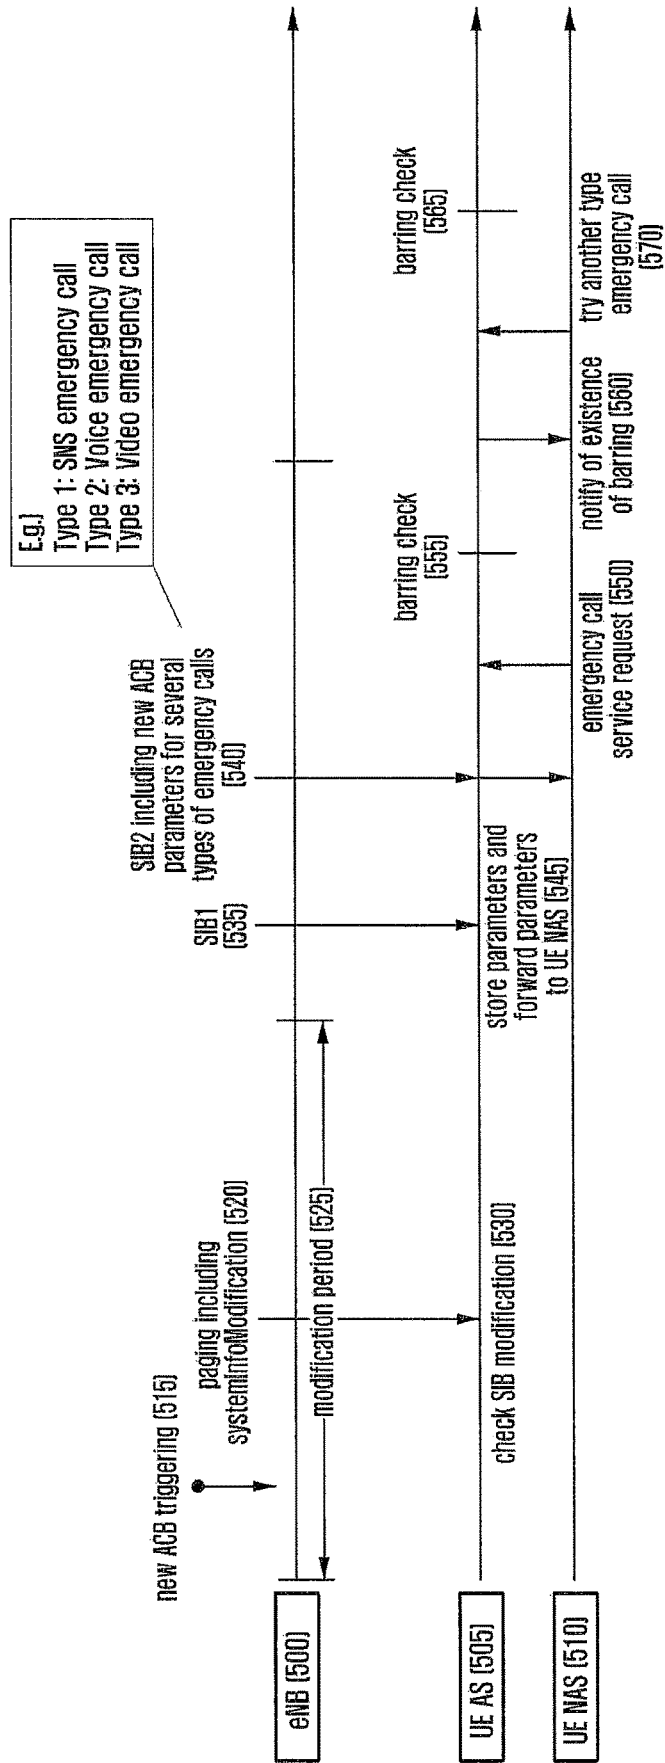 E.g.)
Type 1: SNS emergency call
Type 2: Voice emergency call
Type 3: Video emergency call
new ACB triggering (515)
paging including
systemInfoModification (520)
SIB1
(535)
SIB2 including new ACB
parameters for several
types of emergency calls
(540)
eNB (500)
modification period (525)
barring check
(555)
barring check
(565)
UE AS (505)
check SIB modification (530)
store parameters and
forward parameters
to UE NAS (545)
UE NAS (510)
emergency call
service request (550)
notify of existence
of barring (560)
try another type
emergency call
(570)